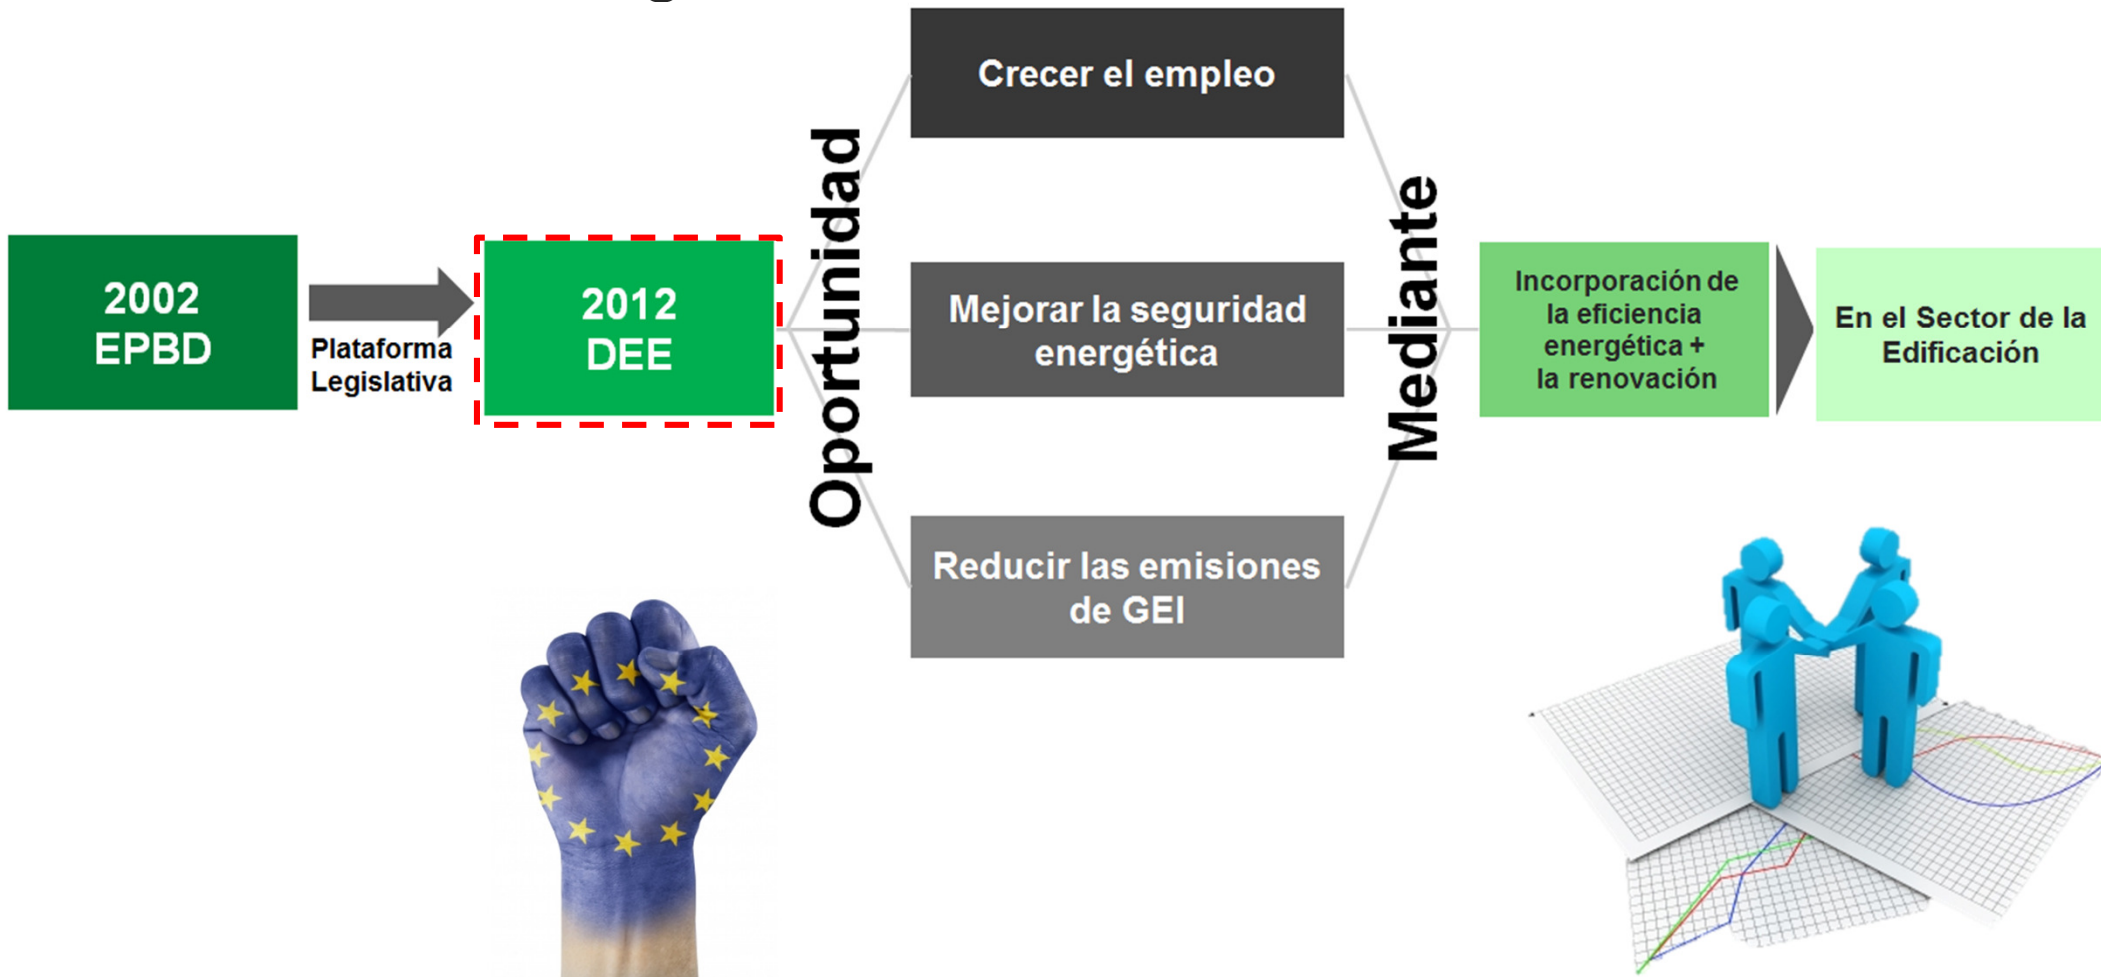 2002
EPBD
Plataforma
Legislativa
2012
DEE
Oportunidad
Crecer el empleo
Mejorar la seguridad
energética
Reducir las emisiones
de GEI
Mediante
Incorporación de
la eficiencia
energética +
la renovación
En el Sector de la
Edificación